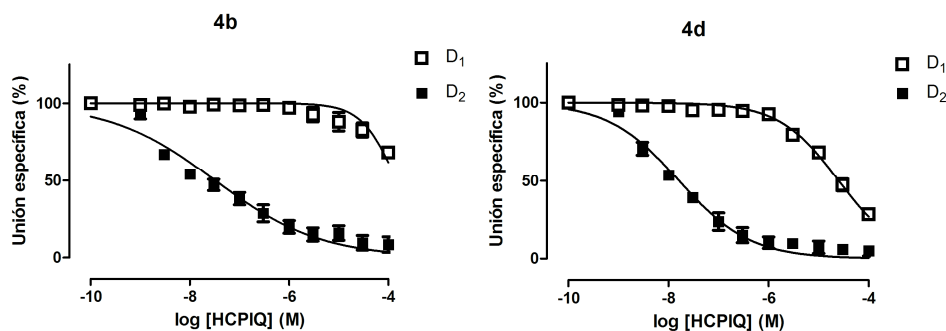 4b
D1
D2
Unión específica (%)
100
50
0
-10 -8 -6 -4
log [HCPIQ] (M)
4d
D1
D2
Unión específica (%)
100
50
0
-10 -8 -6 -4
log [HCPIQ] (M)